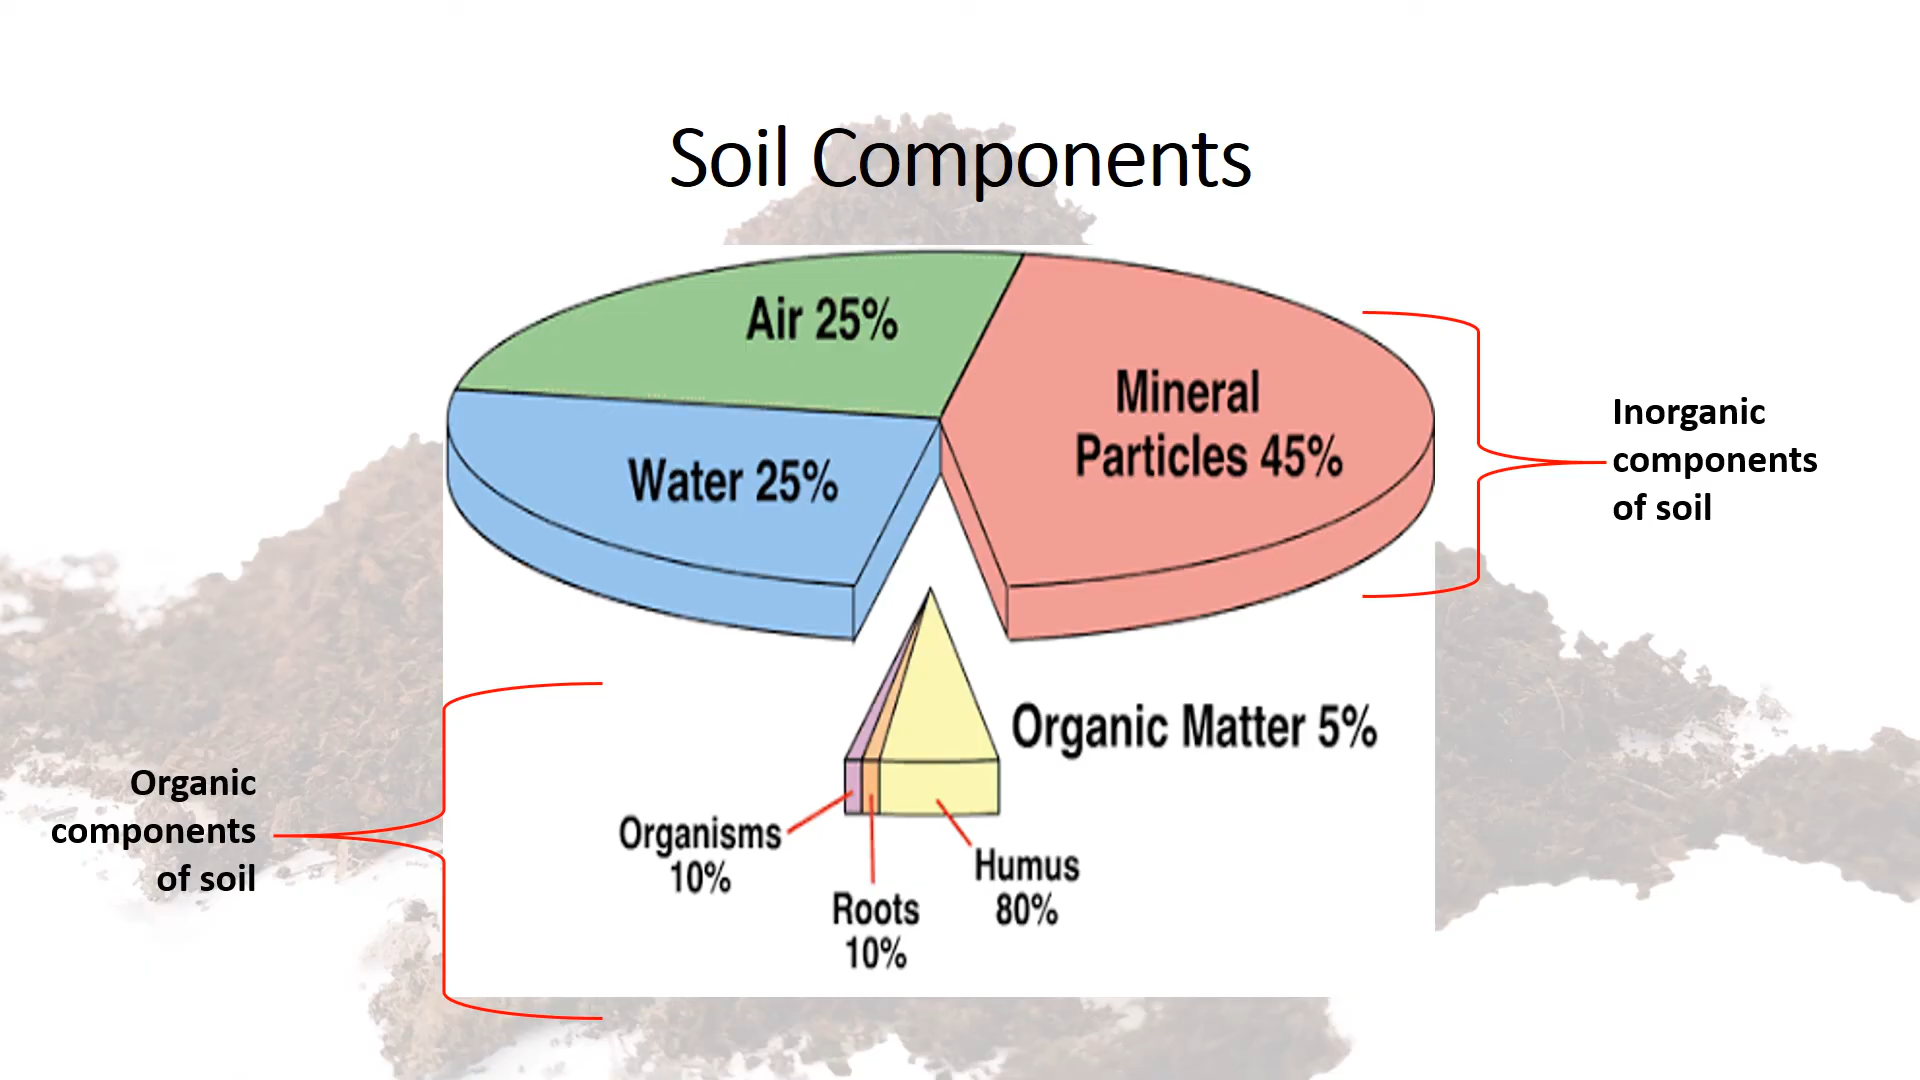 Soil Components
Air 25%
Mineral
Particles 45%
Water 25%
Inorganic
components
of soil
Organic Matter 5%
Organic
components
of soil
Organisms
10%
Roots
10%
Humus
80%